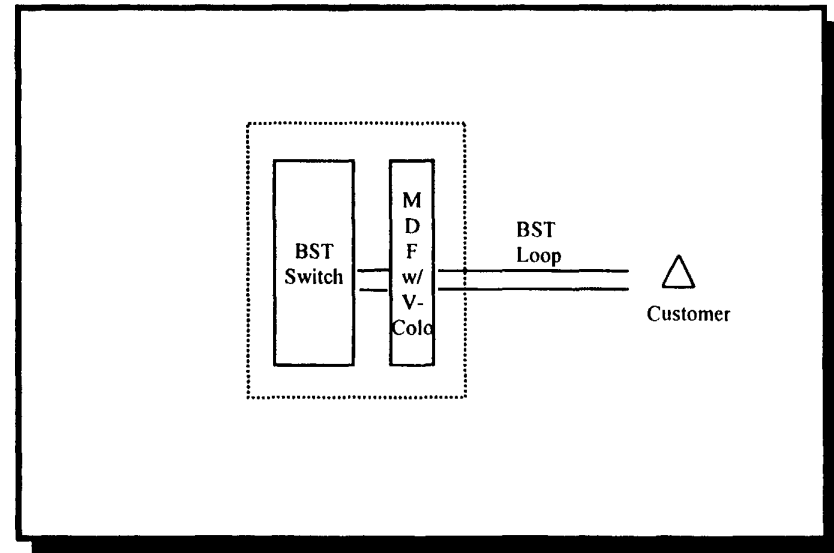 BST
Switch
M
D
F
w/
V-
Colo
BST
Loop
Customer